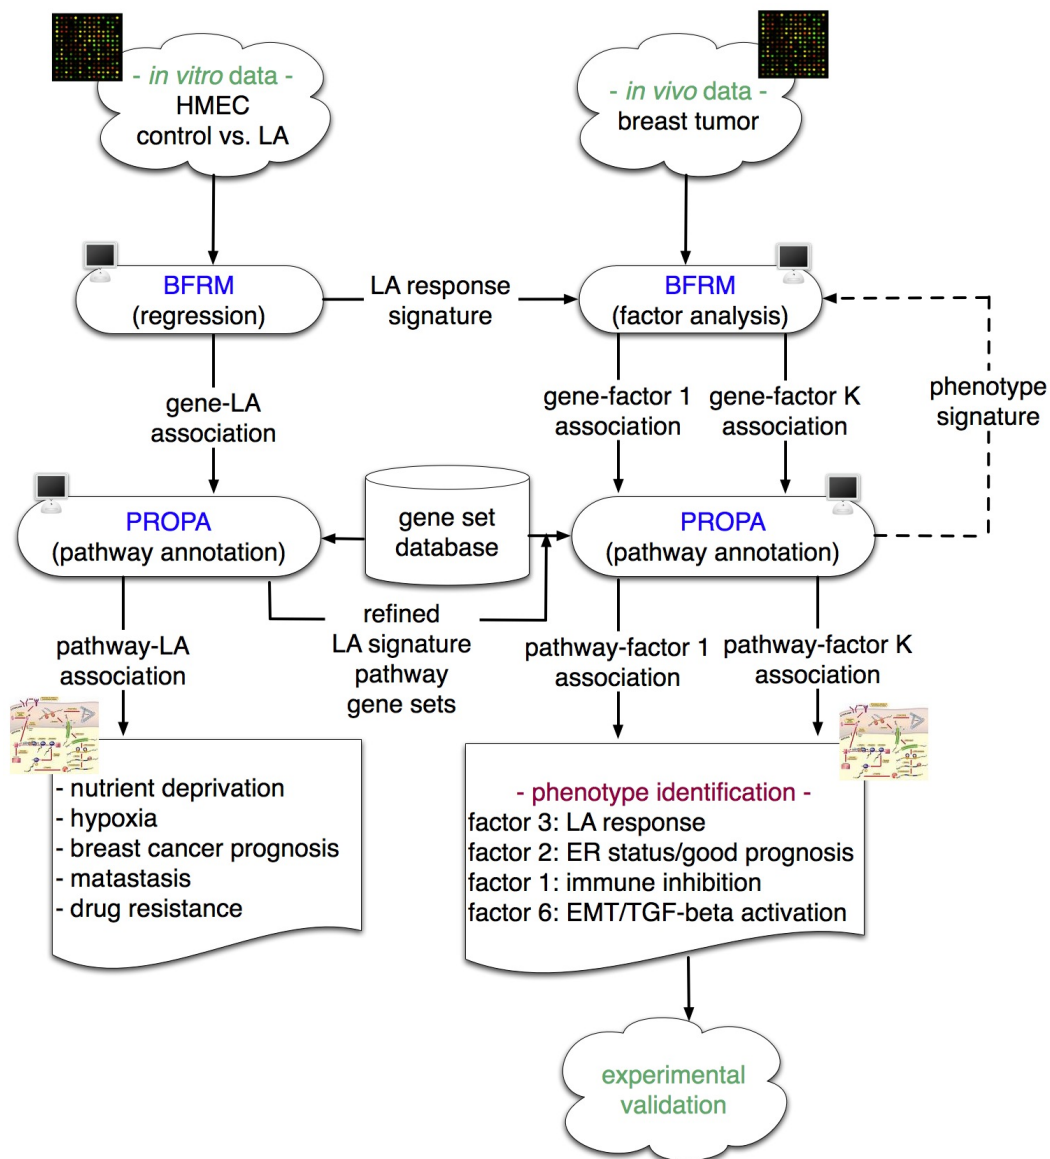 - in vitro data -
HMEC
control vs. LA
- in vivo data -
breast tumor
BFRM
(regression)
LA response
signature
BFRM
(factor analysis)
phenotype
signature
gene-LA
association
gene-factor 1
association
gene-factor K
association
PROPA
(pathway annotation)
gene set
database
PROPA
(pathway annotation)
refined
LA signature
pathway
gene sets
pathway-LA
association
pathway-factor 1
association
pathway-factor K
association
- nutrient deprivation
- hypoxia
- breast cancer prognosis
- matastasis
- drug resistance
- phenotype identification -
factor 3: LA response
factor 2: ER status/good prognosis
factor 1: immune inhibition
factor 6: EMT/TGF-beta activation
experimental
validation